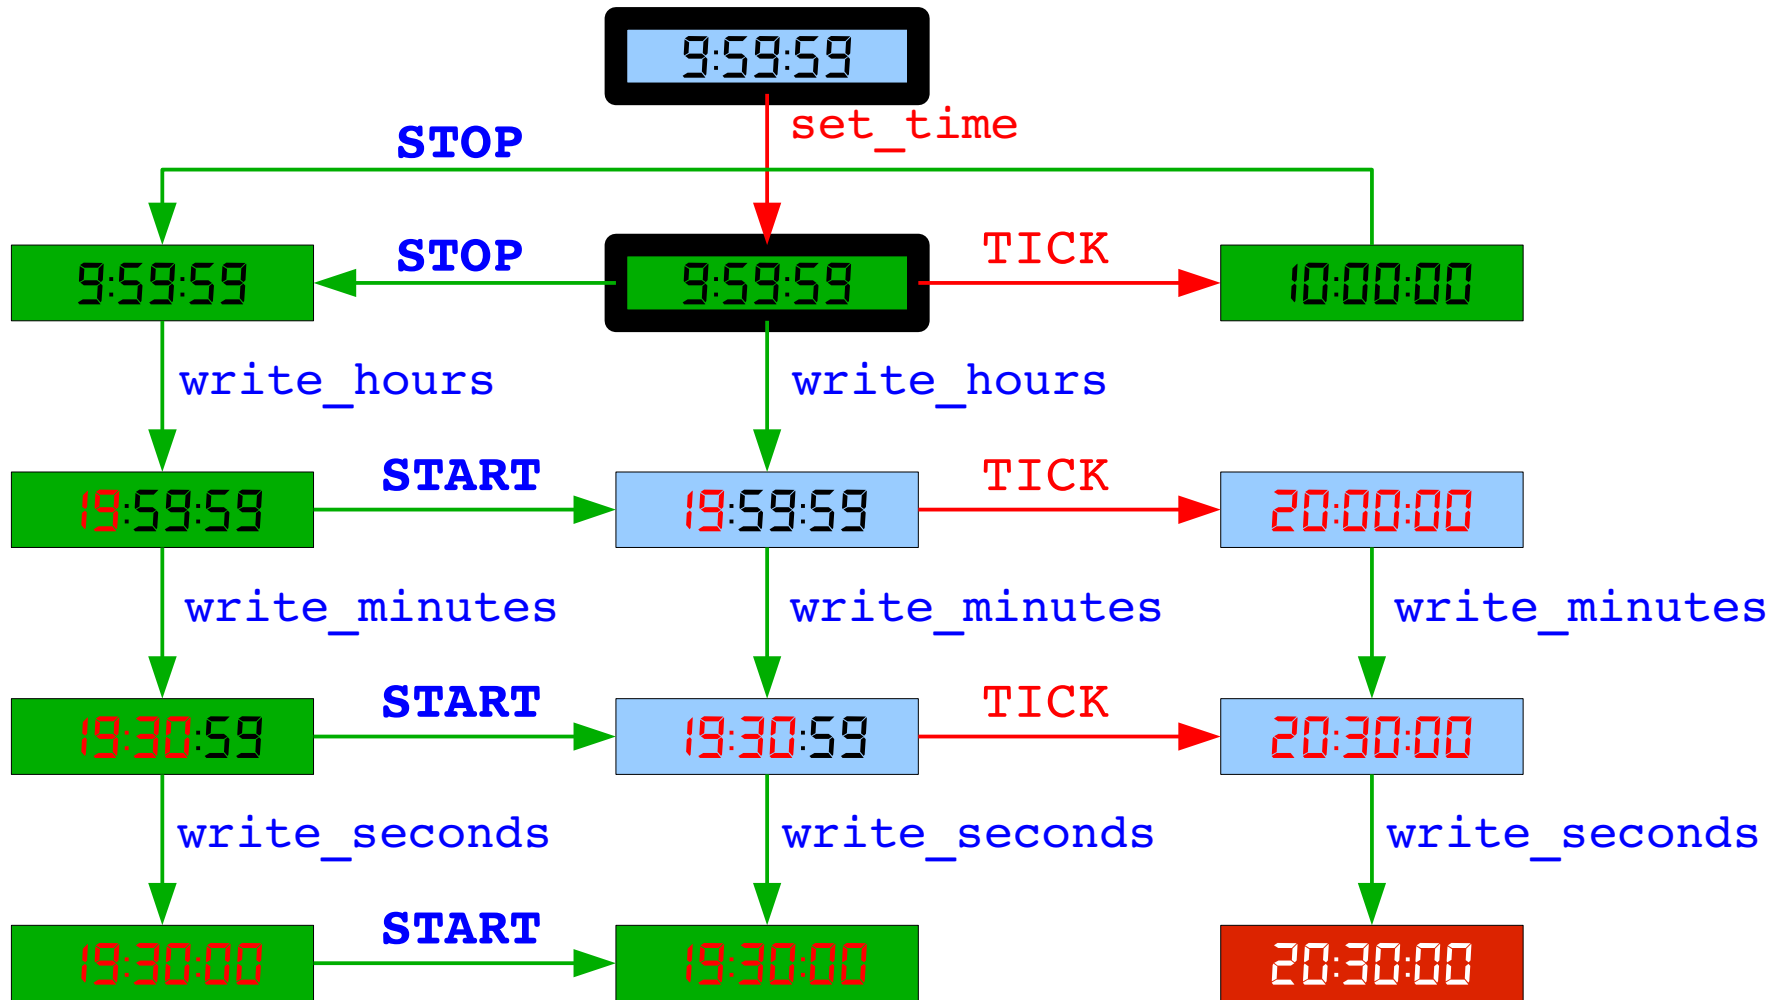 9:59:59
set_time
STOP
9:59:59 STOP 9:59:59 TICK 10:00:00
write_hours write_hours
19:59:59 START 19:59:59 TICK 20:00:00
write_minutes write_minutes write_minutes
19:30:59 START 19:30:59 TICK 20:30:00
write_seconds write_seconds write_seconds
19:30:00 START 19:30:00 20:30:00